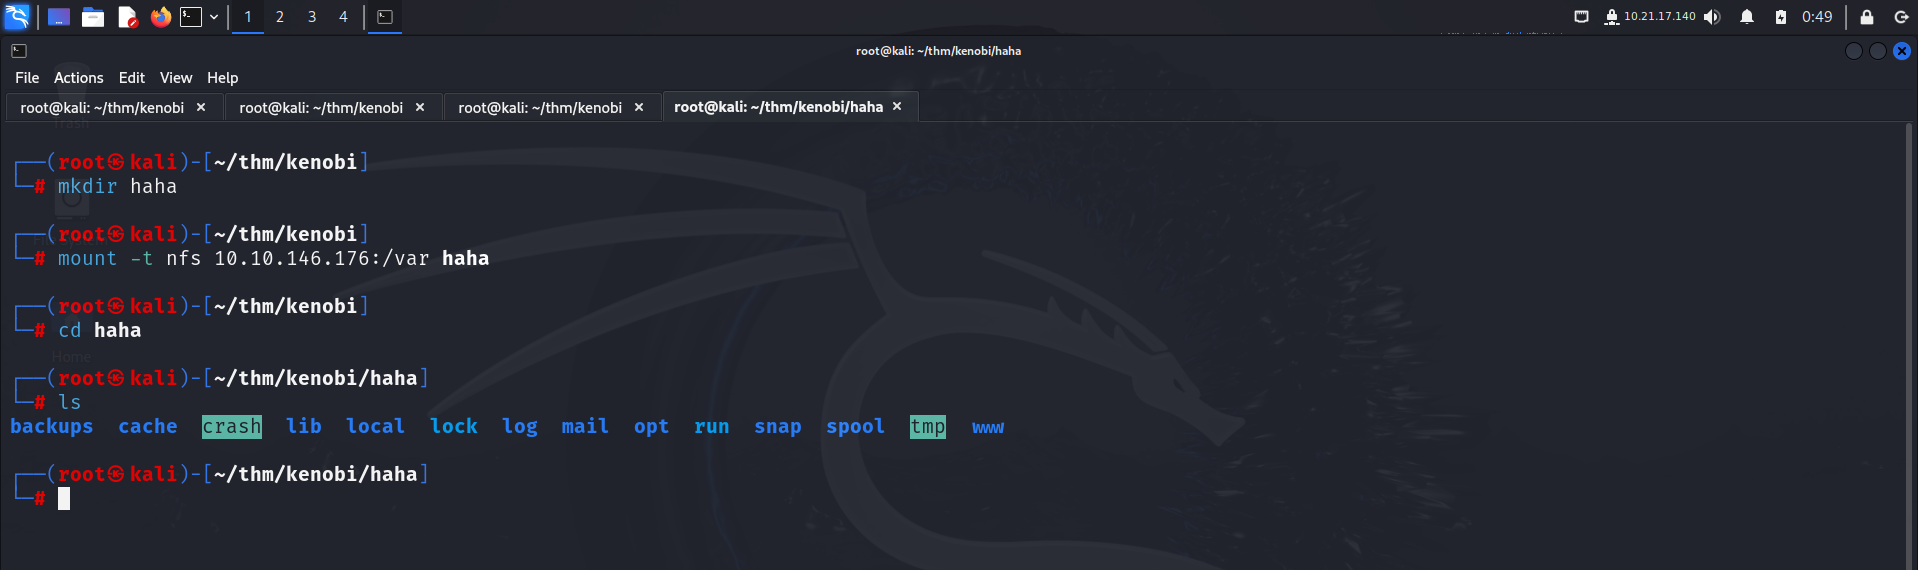 1 2 3 4 10.21.17.140 0:49
root@kali: ~/thm/kenobi/haha
File Actions Edit View Help
root@kali: ~/thm/kenobi × root@kali: ~/thm/kenobi × root@kali: ~/thm/kenobi × root@kali: ~/thm/kenobi/haha ×
Trash
┌──(root㉿kali)-[~/thm/kenobi]
└─# mkdir haha
┌──(root㉿kali)-[~/thm/kenobi]
└─# mount -t nfs 10.10.146.176:/var haha
┌──(root㉿kali)-[~/thm/kenobi]
└─# cd haha
Home
┌──(root㉿kali)-[~/thm/kenobi/haha]
└─# ls
backups cache crash lib local lock log mail opt run snap spool tmp www
┌──(root㉿kali)-[~/thm/kenobi/haha]
└─#